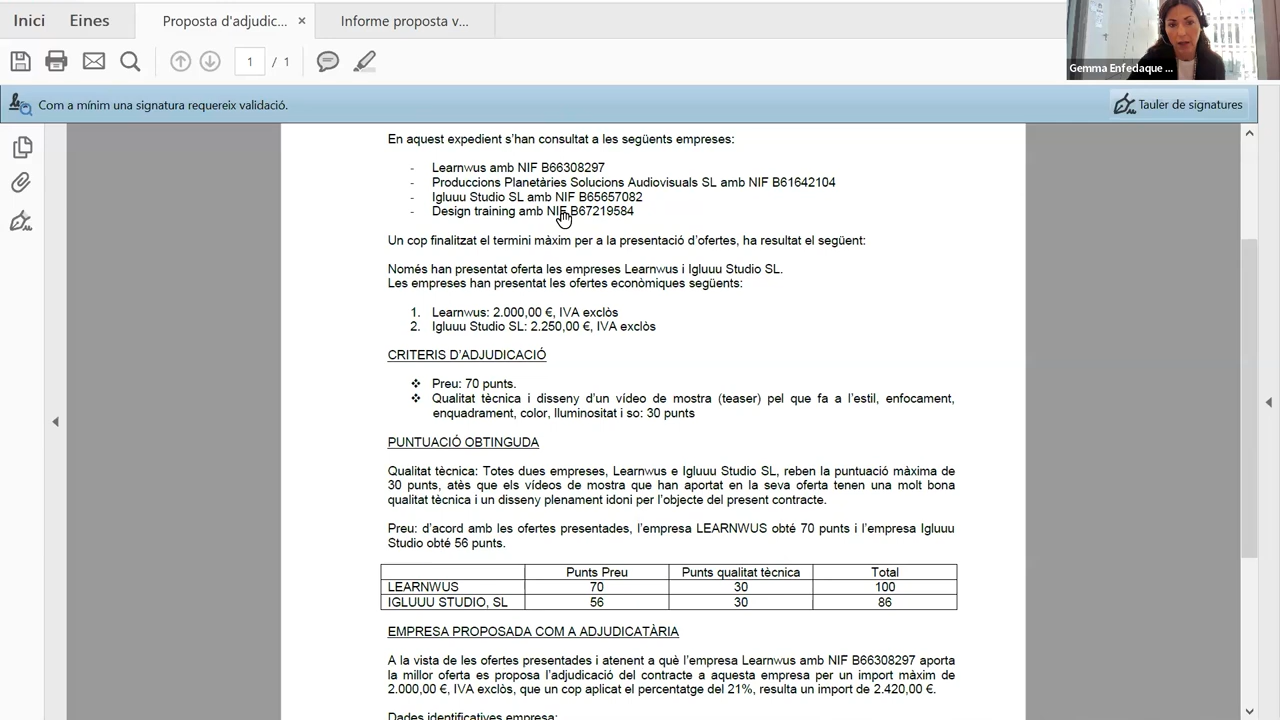 Inici Eines Proposta d'adjudic... × Informe proposta v...
1 / 1
Gemma Enfedaque ...
Com a mínim una signatura requereix validació. Tauler de signatures
En aquest expedient s’han consultat a les següents empreses:
- Learnwus amb NIF B66308297
- Produccions Planetàries Solucions Audiovisuals SL amb NIF B61642104
- Igluuu Studio SL amb NIF B65657082
- Design training amb NIF B67219584
Un cop finalitzat el termini màxim per a la presentació d’ofertes, ha resultat el següent:
Només han presentat oferta les empreses Learnwus i Igluuu Studio SL.
Les empreses han presentat les ofertes econòmiques següents:
1. Learnwus: 2.000,00 €, IVA exclòs
2. Igluuu Studio SL: 2.250,00 €, IVA exclòs
CRITERIS D’ADJUDICACIÓ
❖ Preu: 70 punts.
❖ Qualitat tècnica i disseny d’un vídeo de mostra (teaser) pel que fa a l’estil, enfocament,
enquadrament, color, lluminositat i so: 30 punts
PUNTUACIÓ OBTINGUDA
Qualitat tècnica: Totes dues empreses, Learnwus e Igluuu Studio SL, reben la puntuació màxima de
30 punts, atès que els vídeos de mostra que han aportat en la seva oferta tenen una molt bona
qualitat tècnica i un disseny plenament idoni per l’objecte del present contracte.
Preu: d’acord amb les ofertes presentades, l’empresa LEARNWUS obté 70 punts i l’empresa Igluuu
Studio obté 56 punts.
Punts Preu Punts qualitat tècnica Total
LEARNWUS 70 30 100
IGLUUU STUDIO, SL 56 30 86
EMPRESA PROPOSADA COM A ADJUDICATÀRIA
A la vista de les ofertes presentades i atenent a què l’empresa Learnwus amb NIF B66308297 aporta
la millor oferta es proposa l’adjudicació del contracte a aquesta empresa per un import màxim de
2.000,00 €, IVA exclòs, que un cop aplicat el percentatge del 21%, resulta un import de 2.420,00 €.
Dades identificatives empresa: